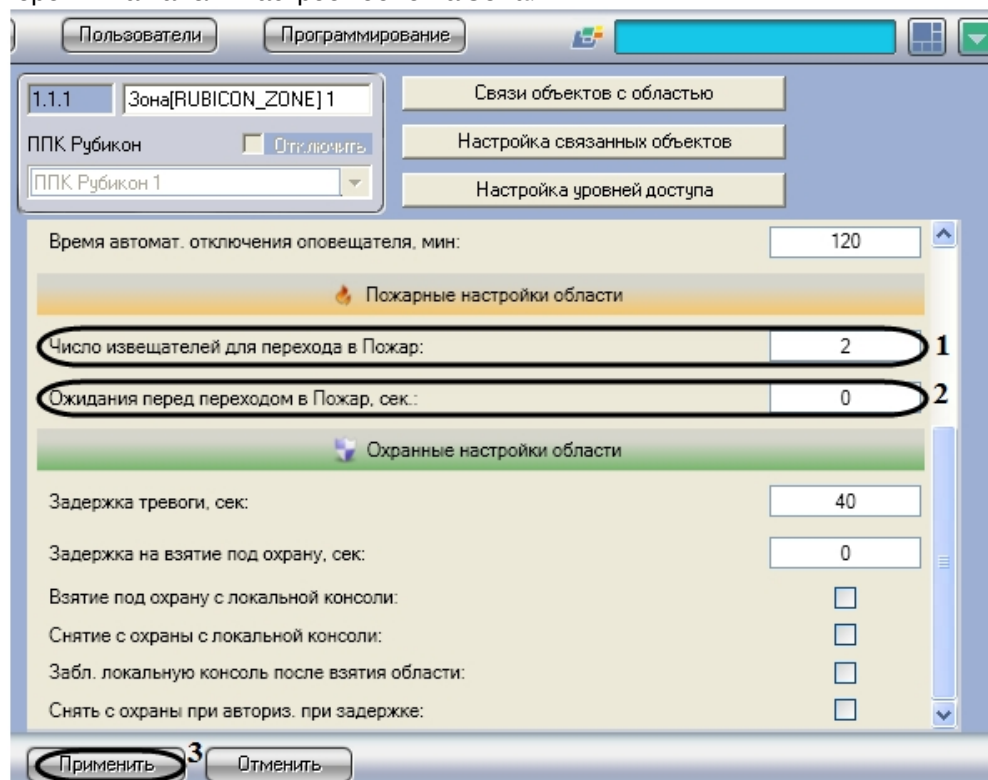 Пользователи
Программирование
1.1.1
Зона[RUBICON_ZONE] 1
Связи объектов с областью
ППК Рубикон
Отключить
Настройка связанных объектов
ППК Рубикон 1
Настройка уровней доступа
Время автомат. отключения оповещателя, мин:
120
Пожарные настройки области
Число извещателей для перехода в Пожар:
2
1
Ожидания перед переходом в Пожар, сек.:
0
2
Охранные настройки области
Задержка тревоги, сек:
40
Задержка на взятие под охрану, сек:
0
Взятие под охрану с локальной консоли:
Снятие с охраны с локальной консоли:
Забл. локальную консоль после взятия области:
Снять с охраны при авториз. при задержке:
Применить
3
Отменить